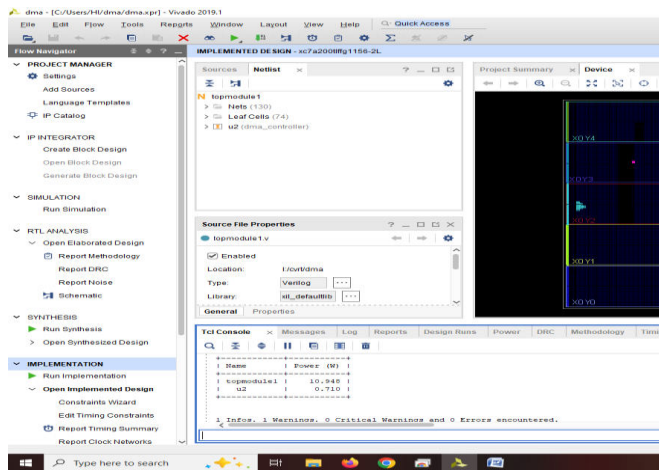 dma - [C:/Users/HI/dma/dma.xpr] - Vivado 2019.1
File Edit Flow Tools Reports Window Layout View Help Quick Access
Flow Navigator
IMPLEMENTED DESIGN - xc7a200tlffg1156-2L
PROJECT MANAGER
Settings
Add Sources
Language Templates
IP Catalog
IP INTEGRATOR
Create Block Design
Open Block Design
Generate Block Design
SIMULATION
Run Simulation
RTL ANALYSIS
Open Elaborated Design
Report Methodology
Report DRC
Report Noise
Schematic
SYNTHESIS
Run Synthesis
Open Synthesized Design
IMPLEMENTATION
Run Implementation
Open Implemented Design
Constraints Wizard
Edit Timing Constraints
Report Timing Summary
Report Clock Networks
Sources Netlist
topmodule1
Nets (130)
Leaf Cells (74)
u2 (dma_controller)
Source File Properties
topmodule1.v
Enabled
Location: I:/cvrt/dma
Type: Verilog
Library: xil_defaultlib
General Properties
Project Summary Device
X0Y4
X0Y3
X0Y2
X0Y1
X0Y0
Tcl Console Messages Log Reports Design Runs Power DRC Methodology
| Name | Power (W) |
| topmodule1 | 10.948 |
| u2 | 0.710 |
1 Infos, 1 Warnings, 0 Critical Warnings and 0 Errors encountered.
Type here to search